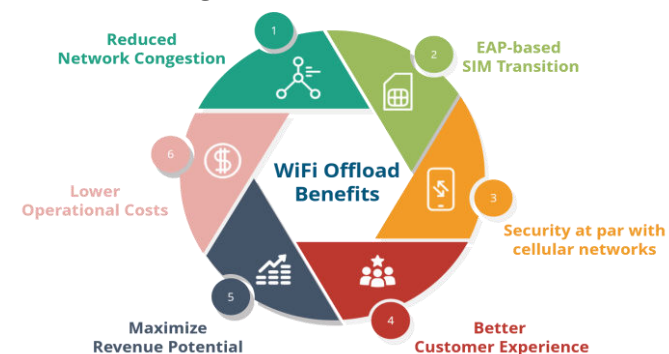 1
Reduced
Network Congestion
2
EAP-based
SIM Transition
3
Security at par with
cellular networks
4
Better
Customer Experience
5
Maximize
Revenue Potential
6
Lower
Operational Costs
WiFi Offload
Benefits